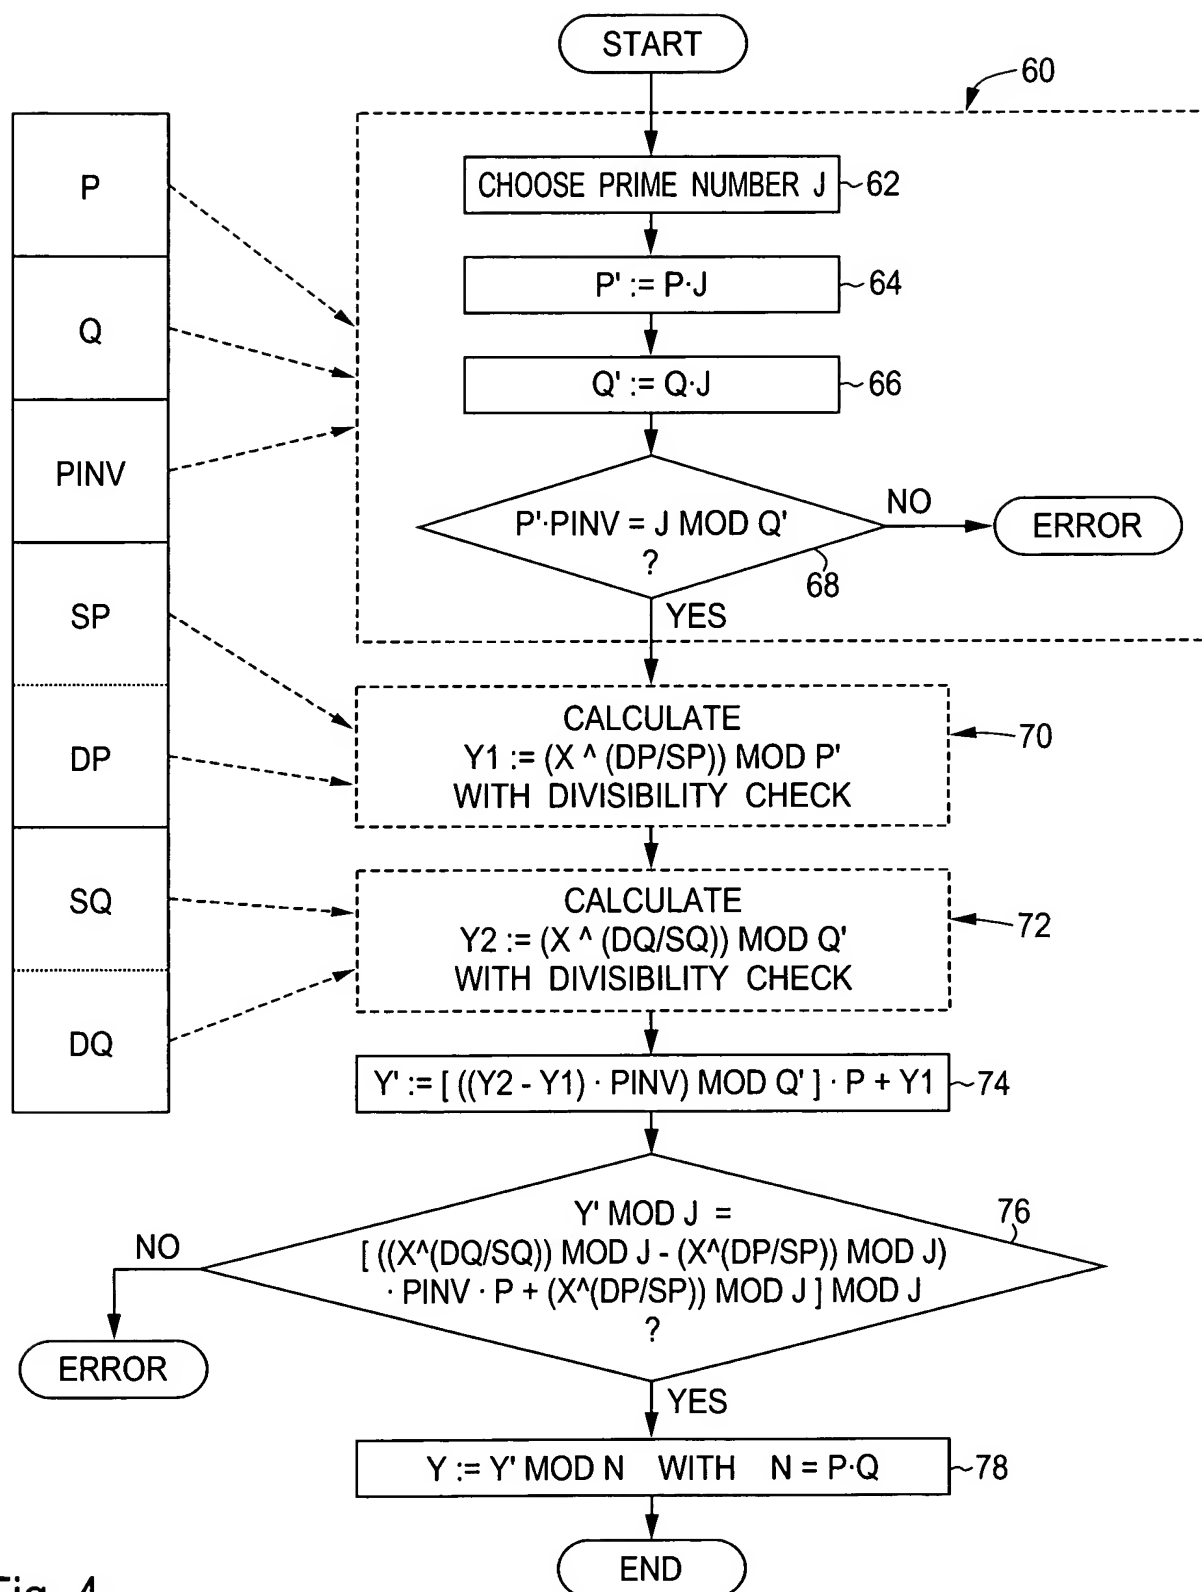 START
60
P
Q
PINV
SP
DP
SQ
DQ
CHOOSE PRIME NUMBER J
62
P' := P·J
64
Q' := Q·J
66
P'·PINV = J MOD Q'
?
68
NO
ERROR
YES
CALCULATE
Y1 := (X ^ (DP/SP)) MOD P'
WITH DIVISIBILITY CHECK
70
CALCULATE
Y2 := (X ^ (DQ/SQ)) MOD Q'
WITH DIVISIBILITY CHECK
72
Y' := [ ((Y2 - Y1) · PINV) MOD Q' ] · P + Y1
74
Y' MOD J =
[ ((X^(DQ/SQ)) MOD J - (X^(DP/SP)) MOD J)
· PINV · P + (X^(DP/SP)) MOD J ] MOD J
?
76
NO
ERROR
YES
Y := Y' MOD N WITH N = P·Q
78
END
Fig. 4